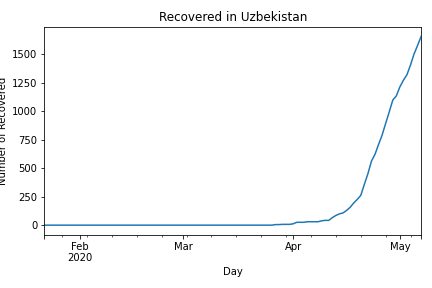 Recovered in Uzbekistan
Number of Recovered
1500
1250
1000
750
500
250
0
Feb
2020
Mar
Apr
May
Day